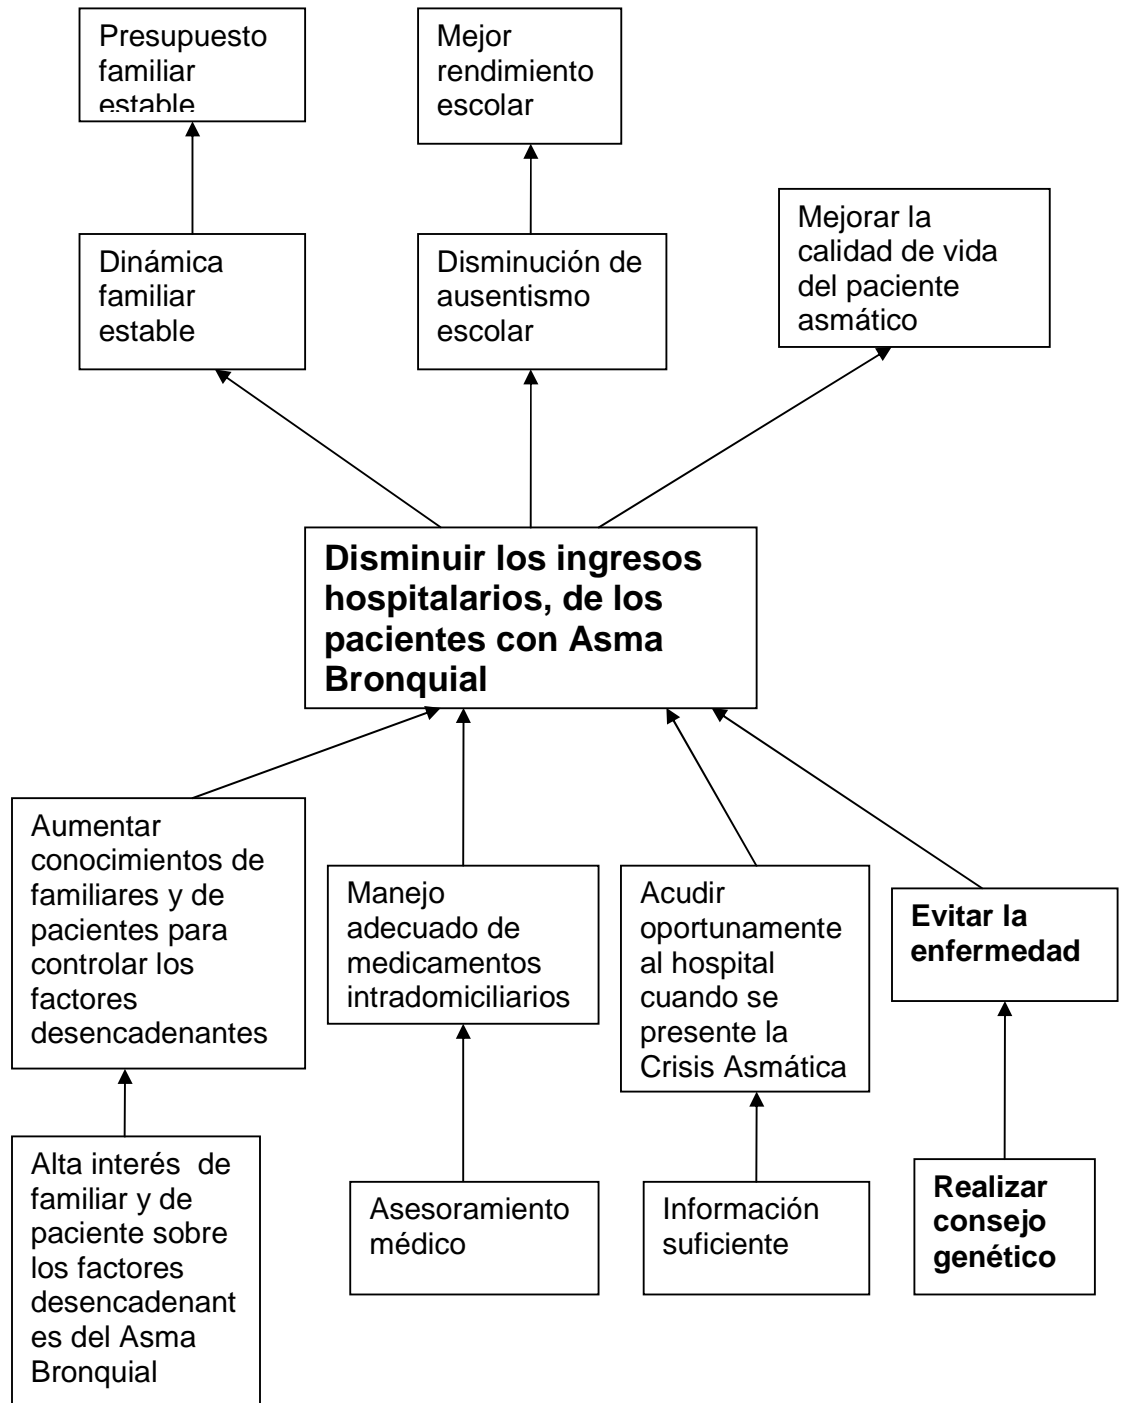 Presupuesto
familiar
estable
Mejor
rendimiento
escolar
Mejorar la
calidad de vida
del paciente
asmático
Dinámica
familiar
estable
Disminución de
ausentismo
escolar
Disminuir los ingresos
hospitalarios, de los
pacientes con Asma
Bronquial
Aumentar
conocimientos de
familiares y de
pacientes para
controlar los
factores
desencadenantes
Manejo
adecuado de
medicamentos
intradomiciliarios
Acudir
oportunamente
al hospital
cuando se
presente la
Crisis Asmática
Evitar la
enfermedad
Alta interés  de
familiar y de
paciente sobre
los factores
desencadenant
es del Asma
Bronquial
Asesoramiento
médico
Información
suficiente
Realizar
consejo
genético